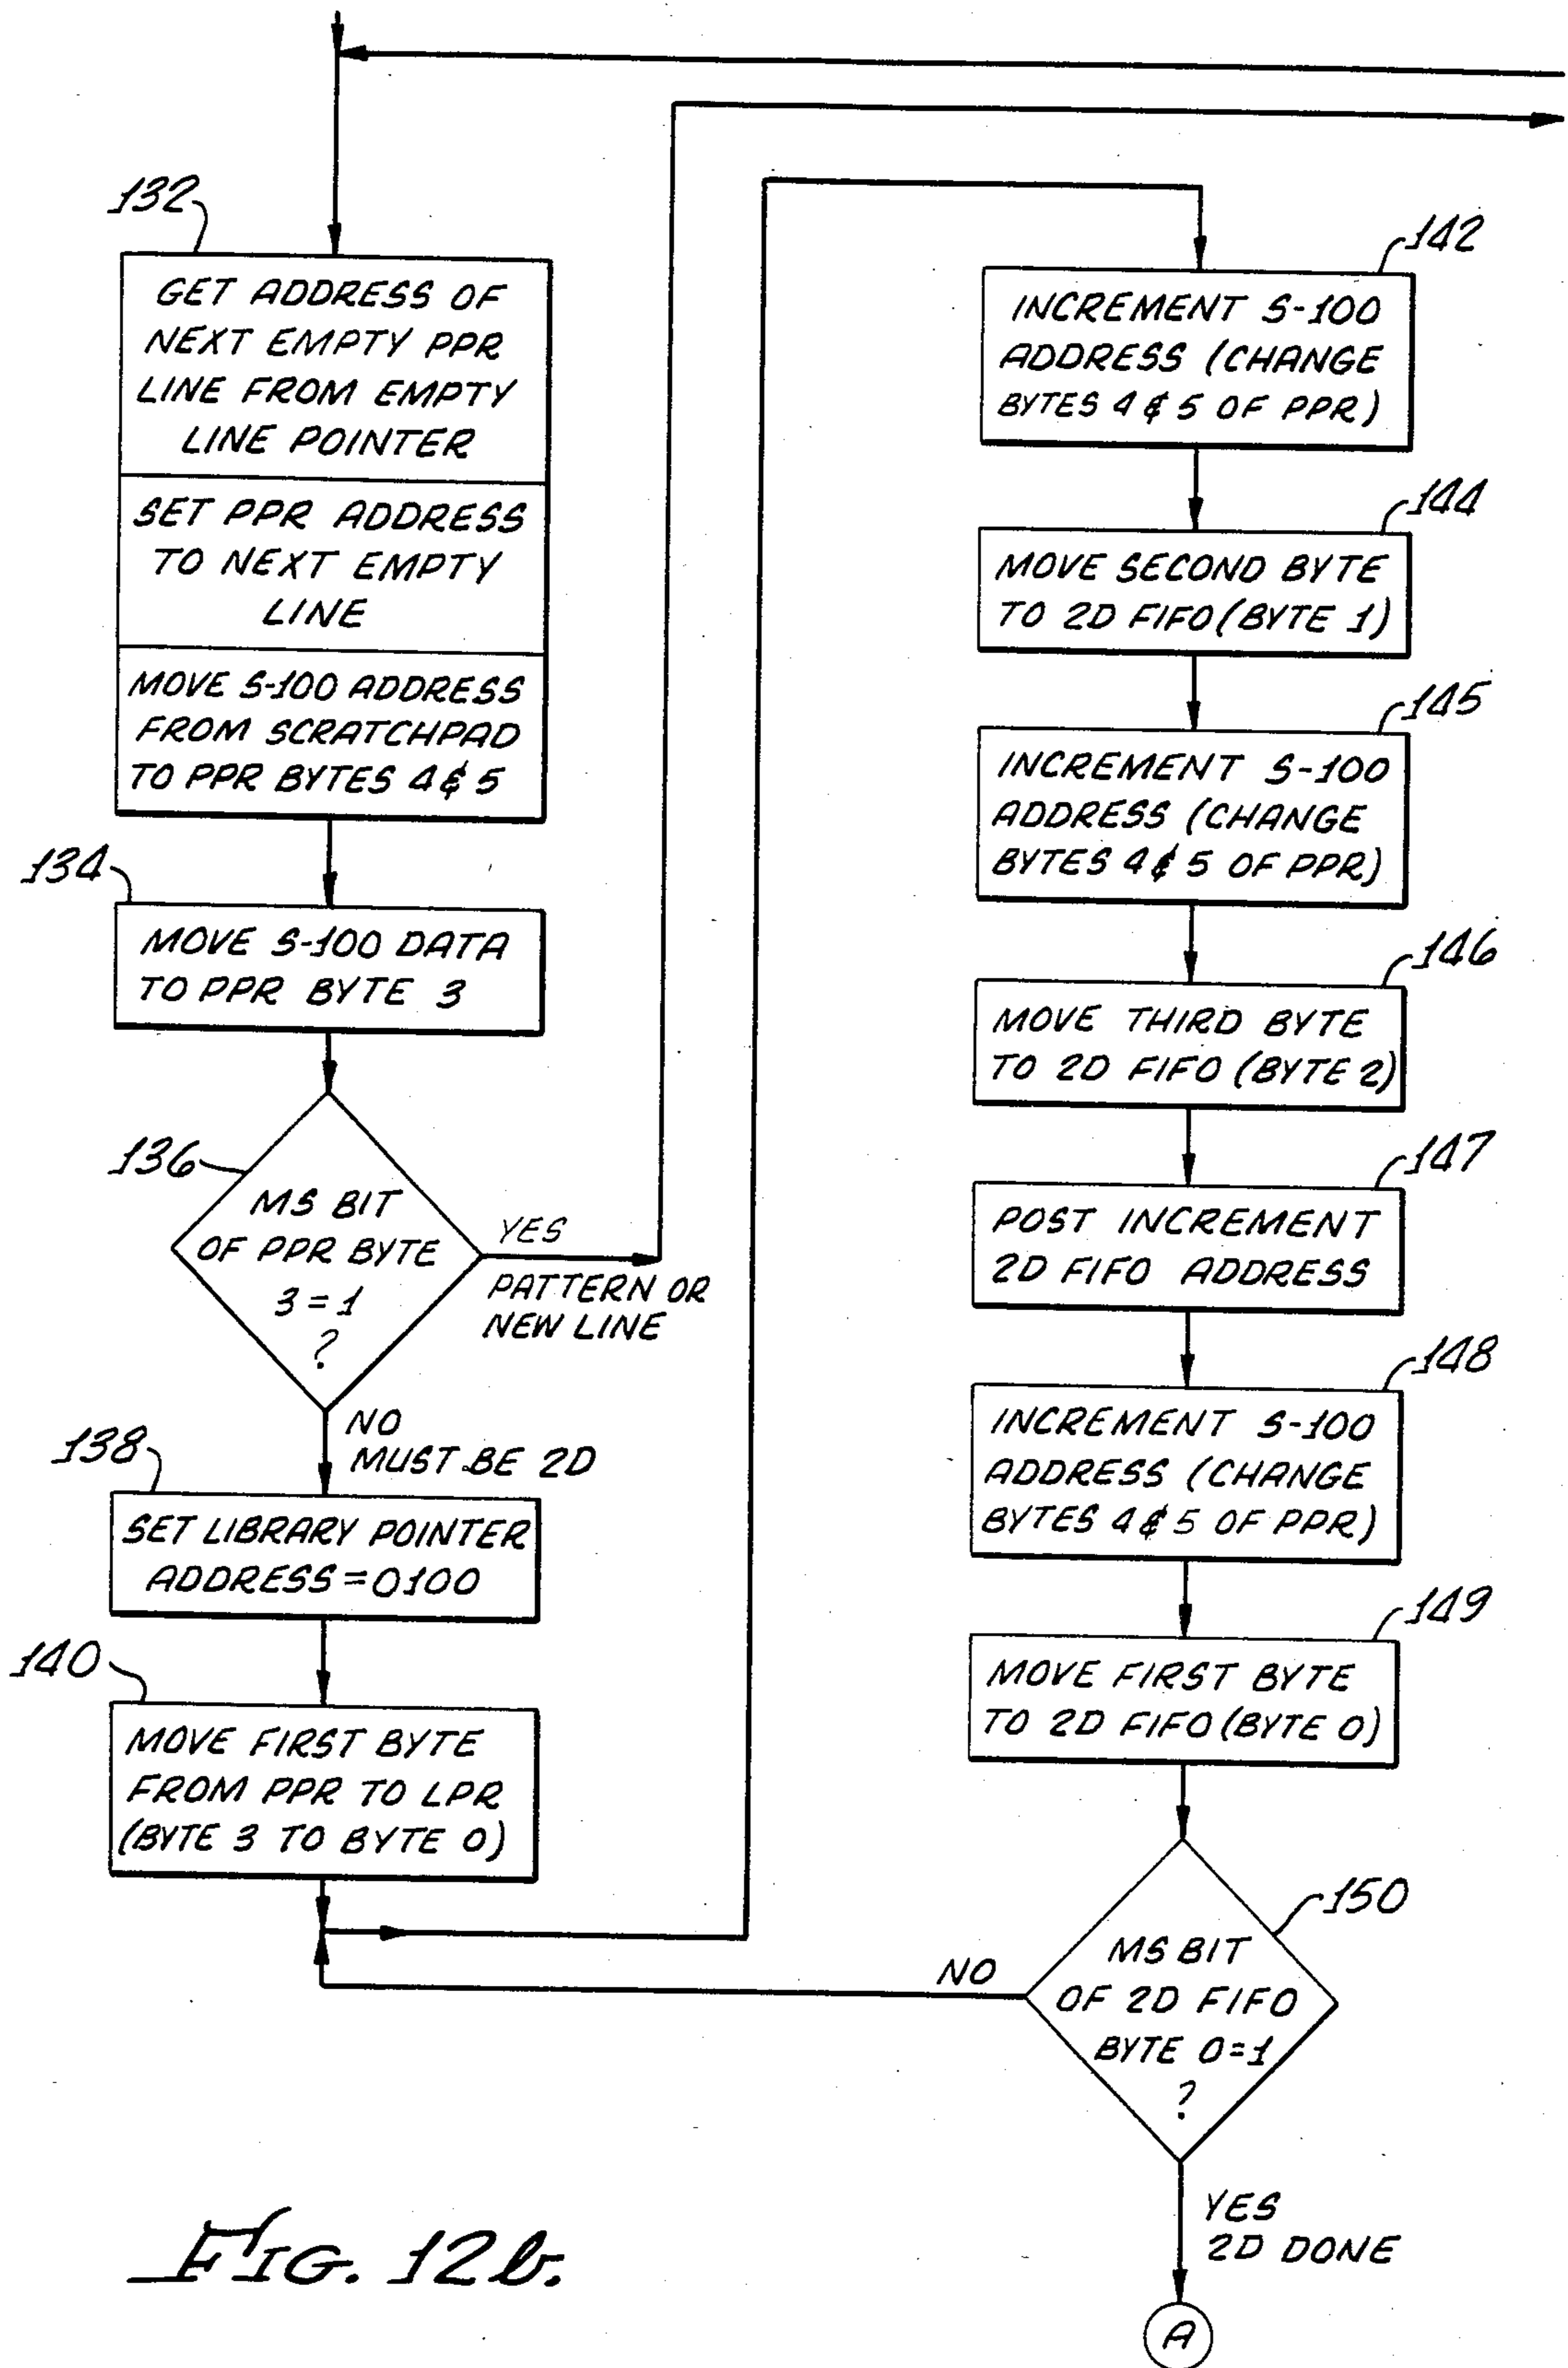 132
GET ADDRESS OF
NEXT EMPTY PPR
LINE FROM EMPTY
LINE POINTER
SET PPR ADDRESS
TO NEXT EMPTY
LINE
MOVE S-100 ADDRESS
FROM SCRATCHPAD
TO PPR BYTES 4 & 5
134
MOVE S-100 DATA
TO PPR BYTE 3
136
MS BIT
OF PPR BYTE
3 = 1
?
YES
PATTERN OR
NEW LINE
NO
MUST BE 2D
138
SET LIBRARY POINTER
ADDRESS = 0100
140
MOVE FIRST BYTE
FROM PPR TO LPR
(BYTE 3 TO BYTE 0)
142
INCREMENT S-100
ADDRESS (CHANGE
BYTES 4 & 5 OF PPR)
144
MOVE SECOND BYTE
TO 2D FIFO (BYTE 1)
145
INCREMENT S-100
ADDRESS (CHANGE
BYTES 4 & 5 OF PPR)
146
MOVE THIRD BYTE
TO 2D FIFO (BYTE 2)
147
POST INCREMENT
2D FIFO ADDRESS
148
INCREMENT S-100
ADDRESS (CHANGE
BYTES 4 & 5 OF PPR)
149
MOVE FIRST BYTE
TO 2D FIFO (BYTE 0)
150
MS BIT
OF 2D FIFO
BYTE 0 = 1
?
NO
YES
2D DONE
A
FIG. 12b.